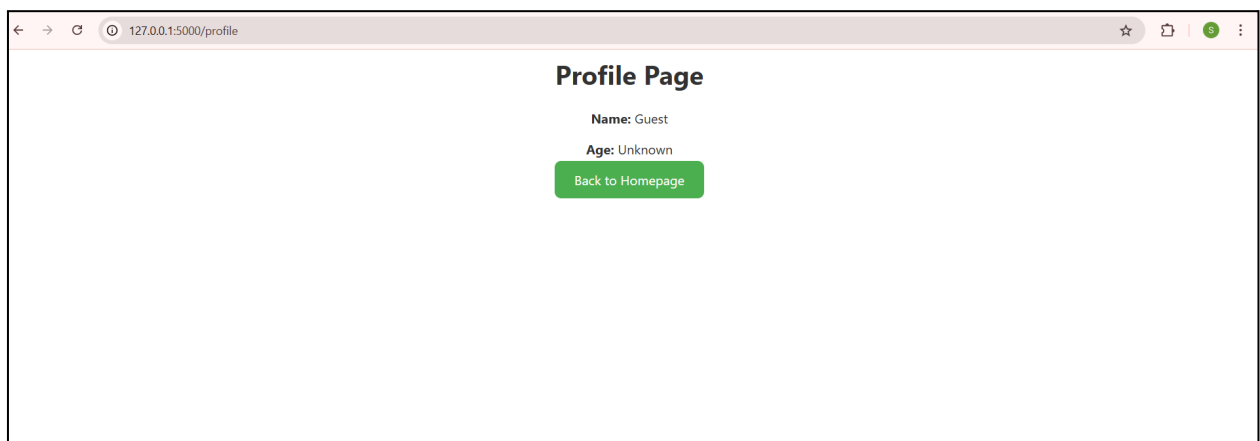 127.0.0.1:5000/profile
S
Profile Page
Name: Guest
Age: Unknown
Back to Homepage